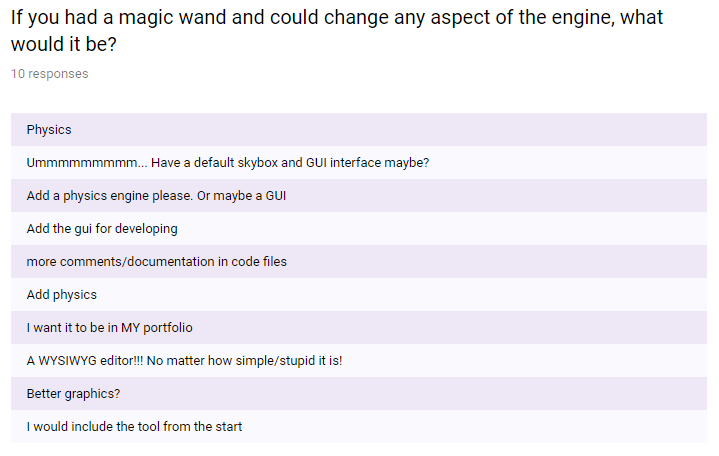 If you had a magic wand and could change any aspect of the engine, what
would it be?
10 responses
Physics
Ummmmmmmmm... Have a default skybox and GUI interface maybe?
Add a physics engine please. Or maybe a GUI
Add the gui for developing
more comments/documentation in code files
Add physics
I want it to be in MY portfolio
A WYSIWYG editor!!! No matter how simple/stupid it is!
Better graphics?
I would include the tool from the start